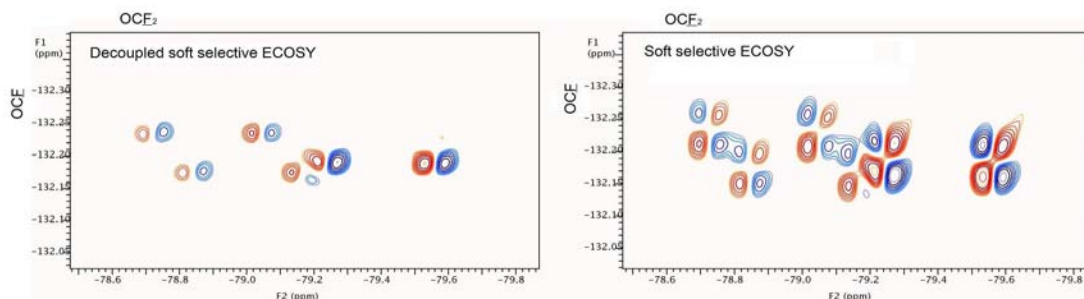 OCF₂
Decoupled soft selective ECOSY
F1
(ppm)
OCF
-132.30
-132.25
-132.20
-132.15
-132.10
-132.05
-78.6 -78.8 -79.0 -79.2 -79.4 -79.6 -79.8
F2 (ppm)
OCF₂
Soft selective ECOSY
F1
(ppm)
OCF
-132.30
-132.25
-132.20
-132.15
-132.10
-132.05
-78.6 -78.8 -79.0 -79.2 -79.4 -79.6 -79.8
F2 (ppm)